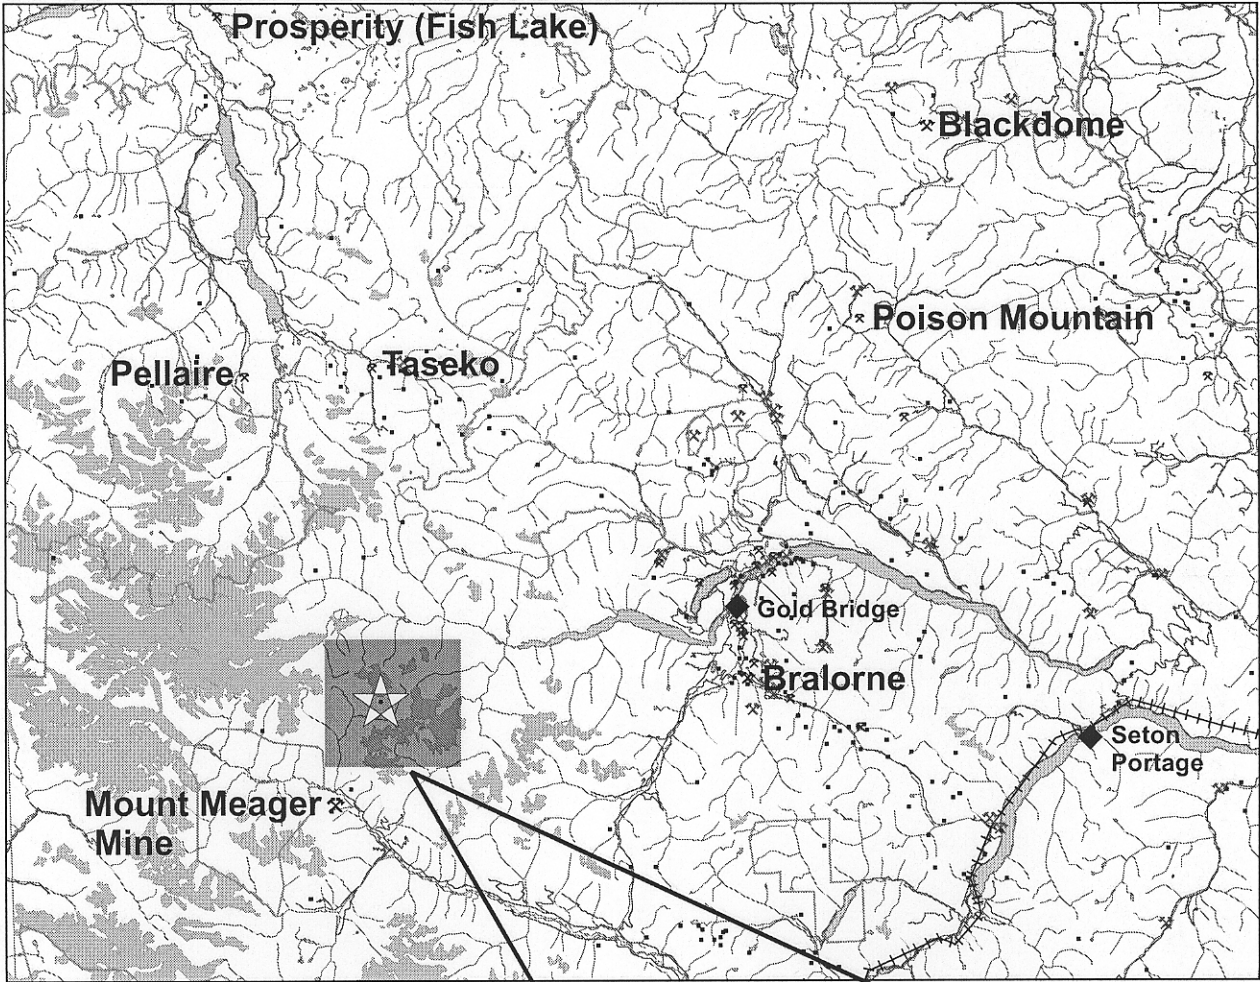 Prosperity (Fish Lake)
Blackdome
Poison Mountain
Pellaire
Taseko
Gold Bridge
Bralorne
Seton
Portage
Mount Meager
Mine